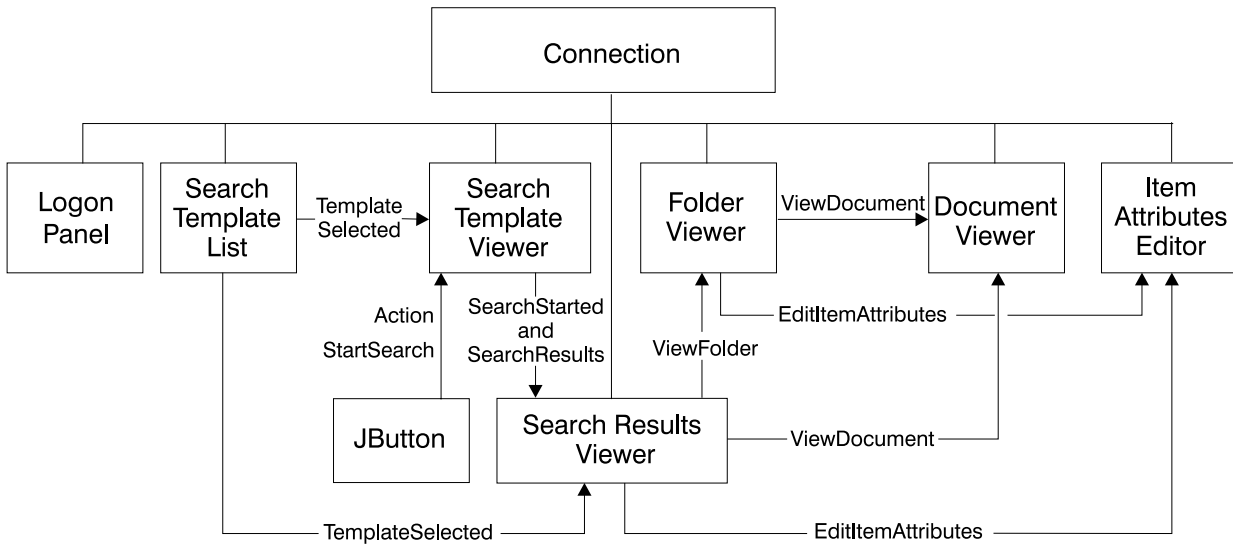 Connection
Logon
Panel
Search
Template
List
Template
Selected
Search
Template
Viewer
Folder
Viewer
ViewDocument
Document
Viewer
Item
Attributes
Editor
Action
StartSearch
SearchStarted
and
SearchResults
ViewFolder
EditItemAttributes
JButton
Search Results
Viewer
ViewDocument
TemplateSelected
EditItemAttributes